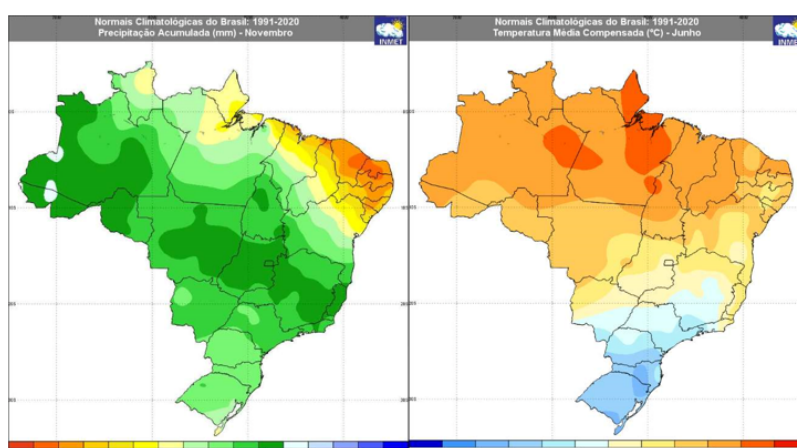 Normais Climatológicas do Brasil: 1991-2020
Precipitação Acumulada (mm) - Novembro
INMET
Normais Climatológicas do Brasil: 1991-2020
Temperatura Média Compensada (°C) - Junho
INMET